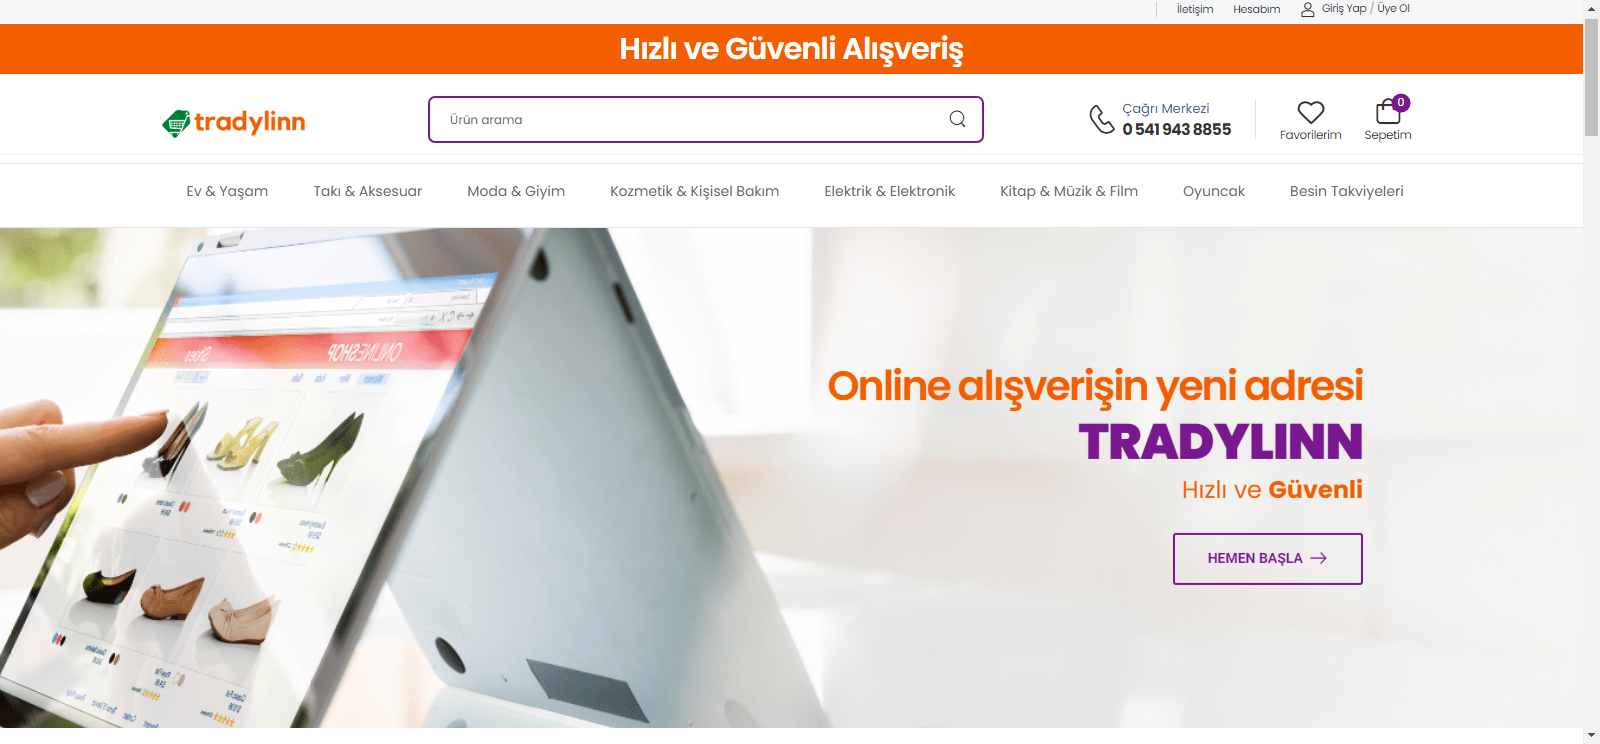 İletişim Hesabım Giriş Yap / Üye Ol
Hızlı ve Güvenli Alışveriş
tradylinn
Ürün arama
Çağrı Merkezi
0 541 943 8855
Favorilerim
0
Sepetim
Ev & Yaşam Takı & Aksesuar Moda & Giyim Kozmetik & Kişisel Bakım Elektrik & Elektronik Kitap & Müzik & Film Oyuncak Besin Takviyeleri
ONLINESHOP
Shoes
Online alışverişin yeni adresi
TRADYLINN
Hızlı ve Güvenli
HEMEN BAŞLA